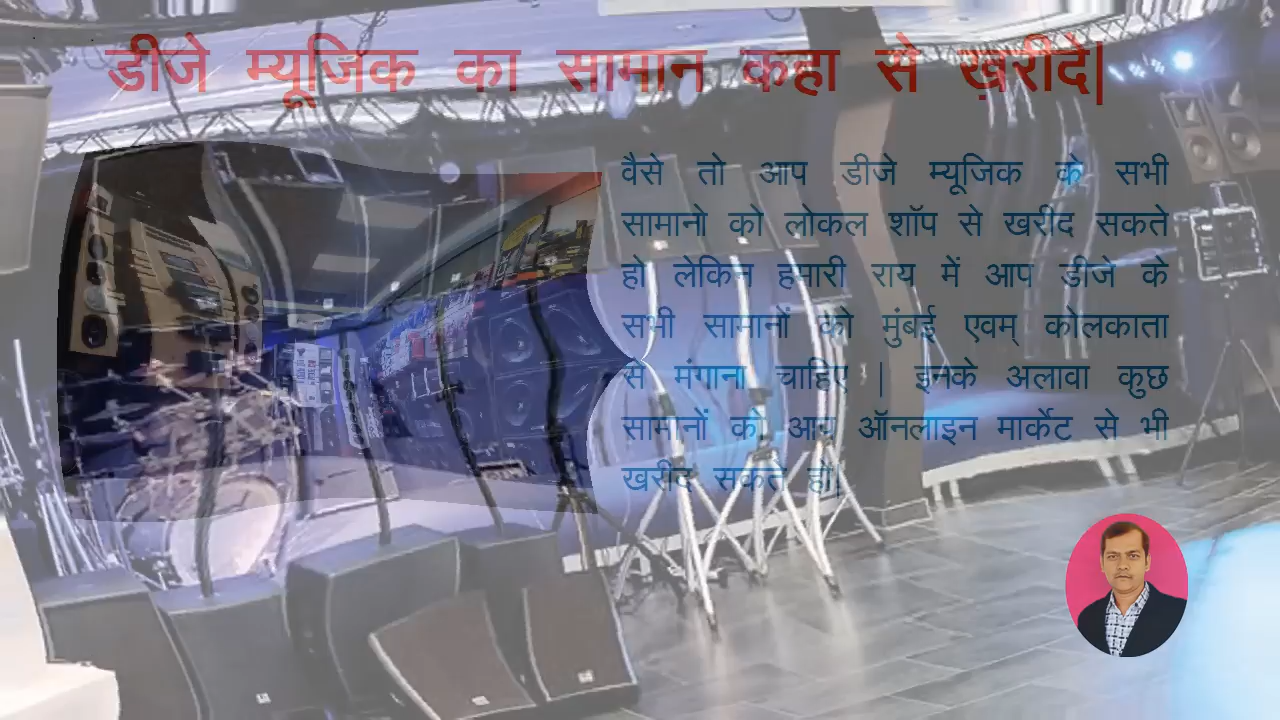 डीजे म्यूजिक का सामान कहा से ख़रीदे|
वैसे तो आप डीजे म्यूजिक के सभी
सामानो को लोकल शॉप से खरीद सकते
हो लेकिन हमारी राय में आप डीजे के
सभी सामानों को मुंबई एवम् कोलकाता
से मंगाना चाहिए | इनके अलावा कुछ
सामानों को आप ऑनलाइन मार्केट से भी
खरीद सकते हो|